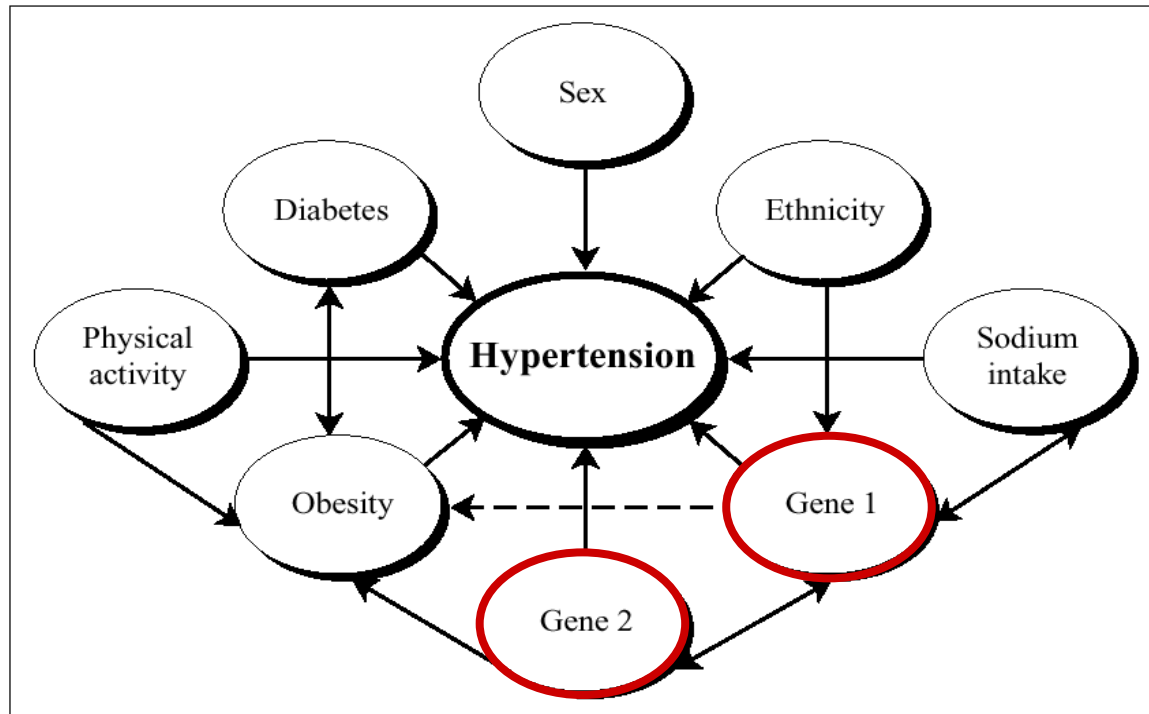 Sex
Diabetes
Ethnicity
Physical
activity
Hypertension
Sodium
intake
Obesity
Gene 1
Gene 2